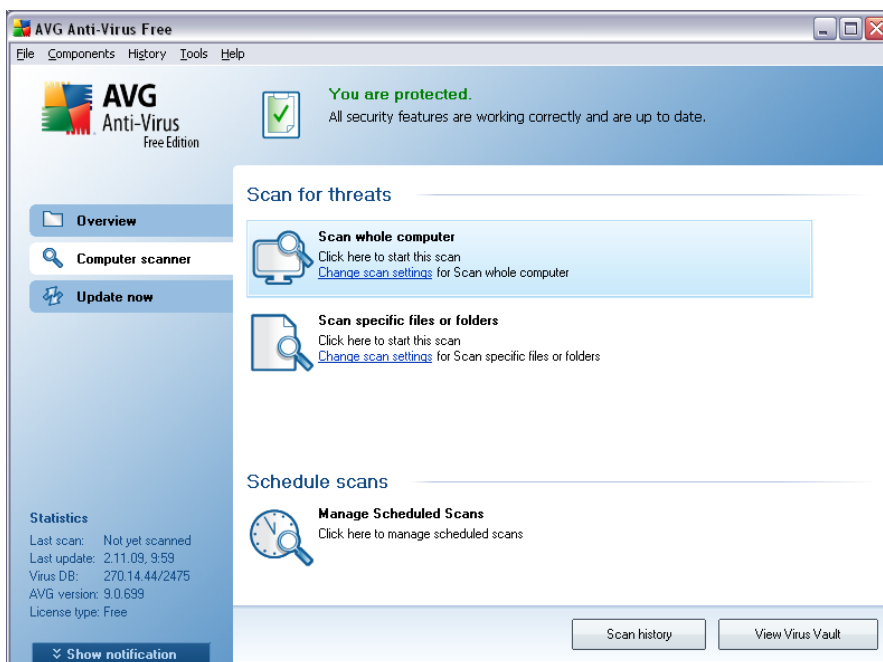 AVG Anti-Virus Free
File Components History Tools Help
AVG
Anti-Virus
Free Edition
You are protected.
All security features are working correctly and are up to date.
Overview
Computer scanner
Update now
Scan for threats
Scan whole computer
Click here to start this scan
Change scan settings for Scan whole computer
Scan specific files or folders
Click here to start this scan
Change scan settings for Scan specific files or folders
Schedule scans
Manage Scheduled Scans
Click here to manage scheduled scans
Statistics
Last scan: Not yet scanned
Last update: 2.11.09, 9:59
Virus DB: 270.14.44/2475
AVG version: 9.0.699
License type: Free
Show notification
Scan history View Virus Vault